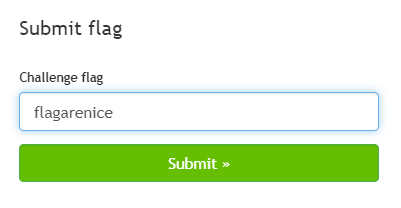 Submit flag
Challenge flag
flagarenice
Submit »